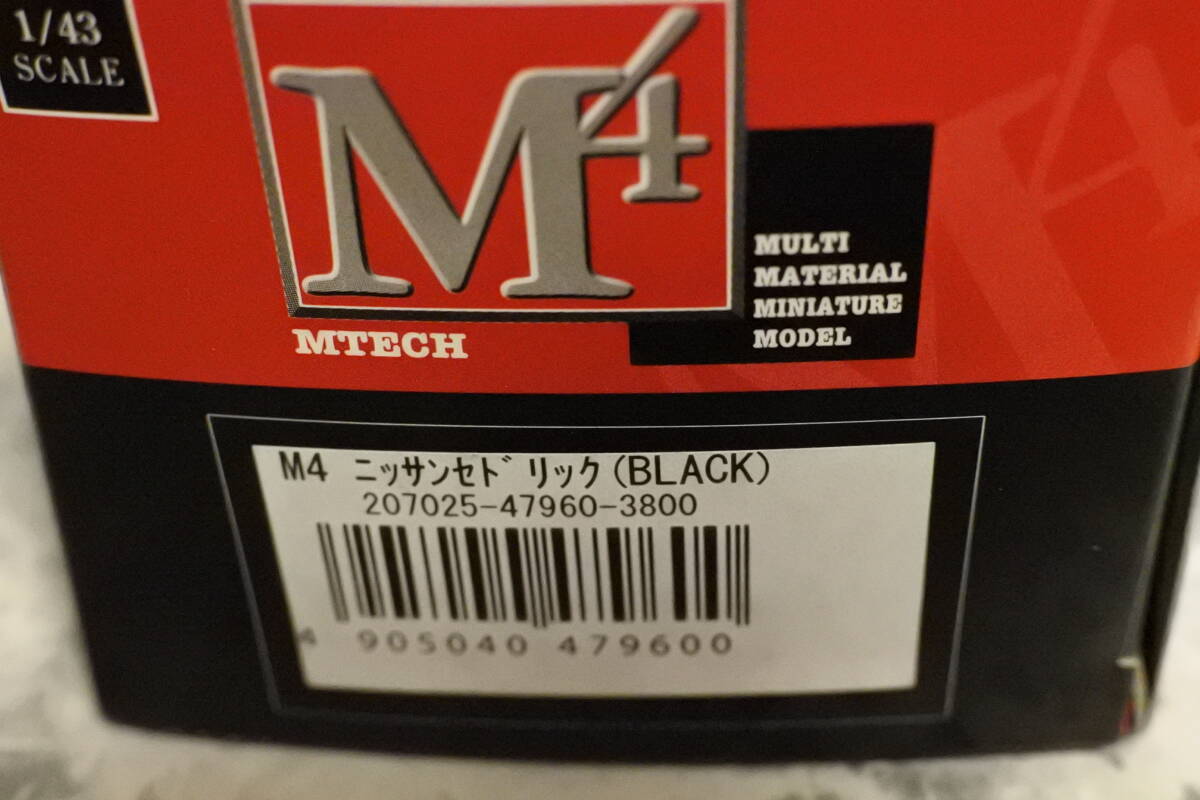 1/43
SCALE
M4
MTECH
MULTI
MATERIAL
MINIATURE
MODEL
M4 ニッサンセドリック(BLACK)
207025-47960-3800
4 905040 479600